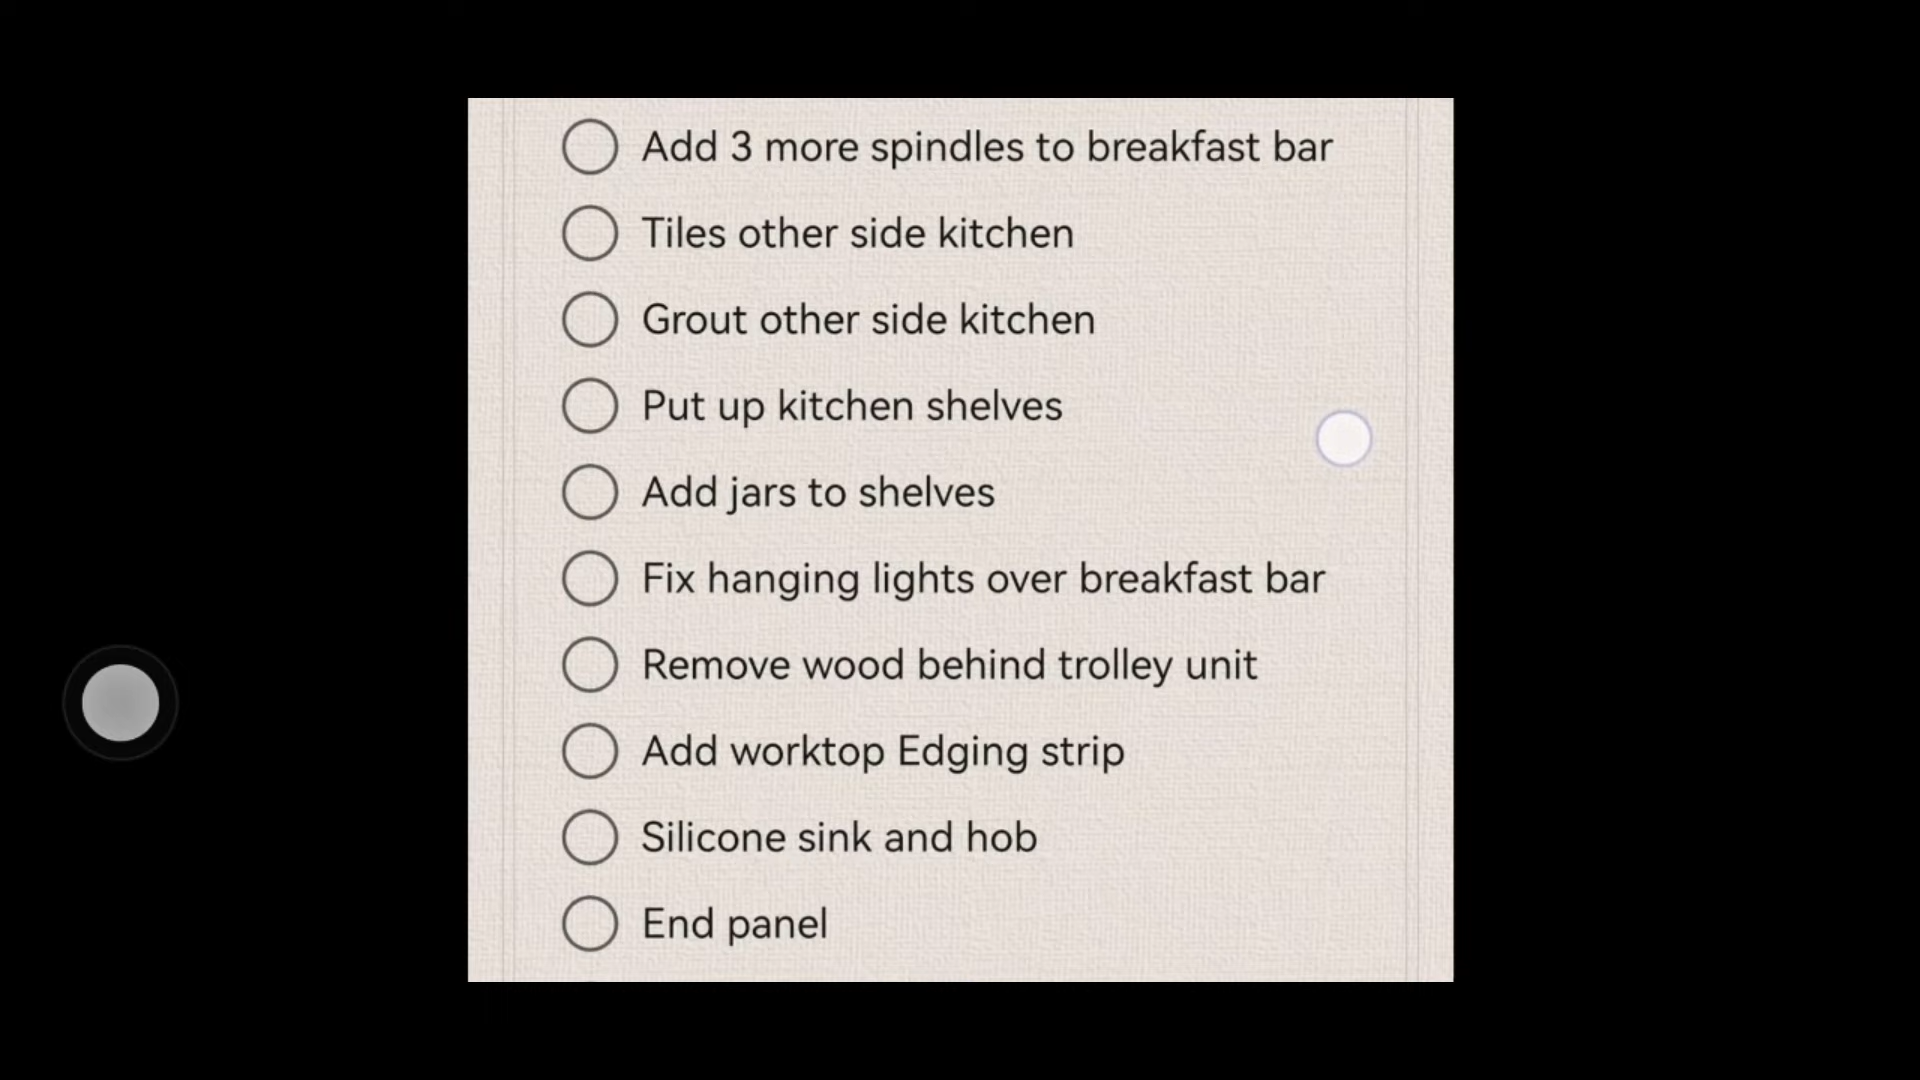 Add 3 more spindles to breakfast bar
Tiles other side kitchen
Grout other side kitchen
Put up kitchen shelves
Add jars to shelves
Fix hanging lights over breakfast bar
Remove wood behind trolley unit
Add worktop Edging strip
Silicone sink and hob
End panel